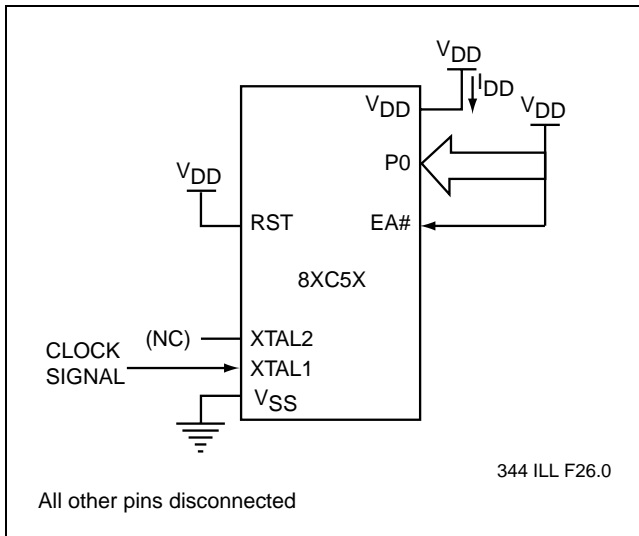 VDD
IDD
VDD
VDD
P0
VDD
RST
EA#
8XC5X
(NC)
XTAL2
CLOCK
SIGNAL
XTAL1
VSS
344 ILL F26.0
All other pins disconnected